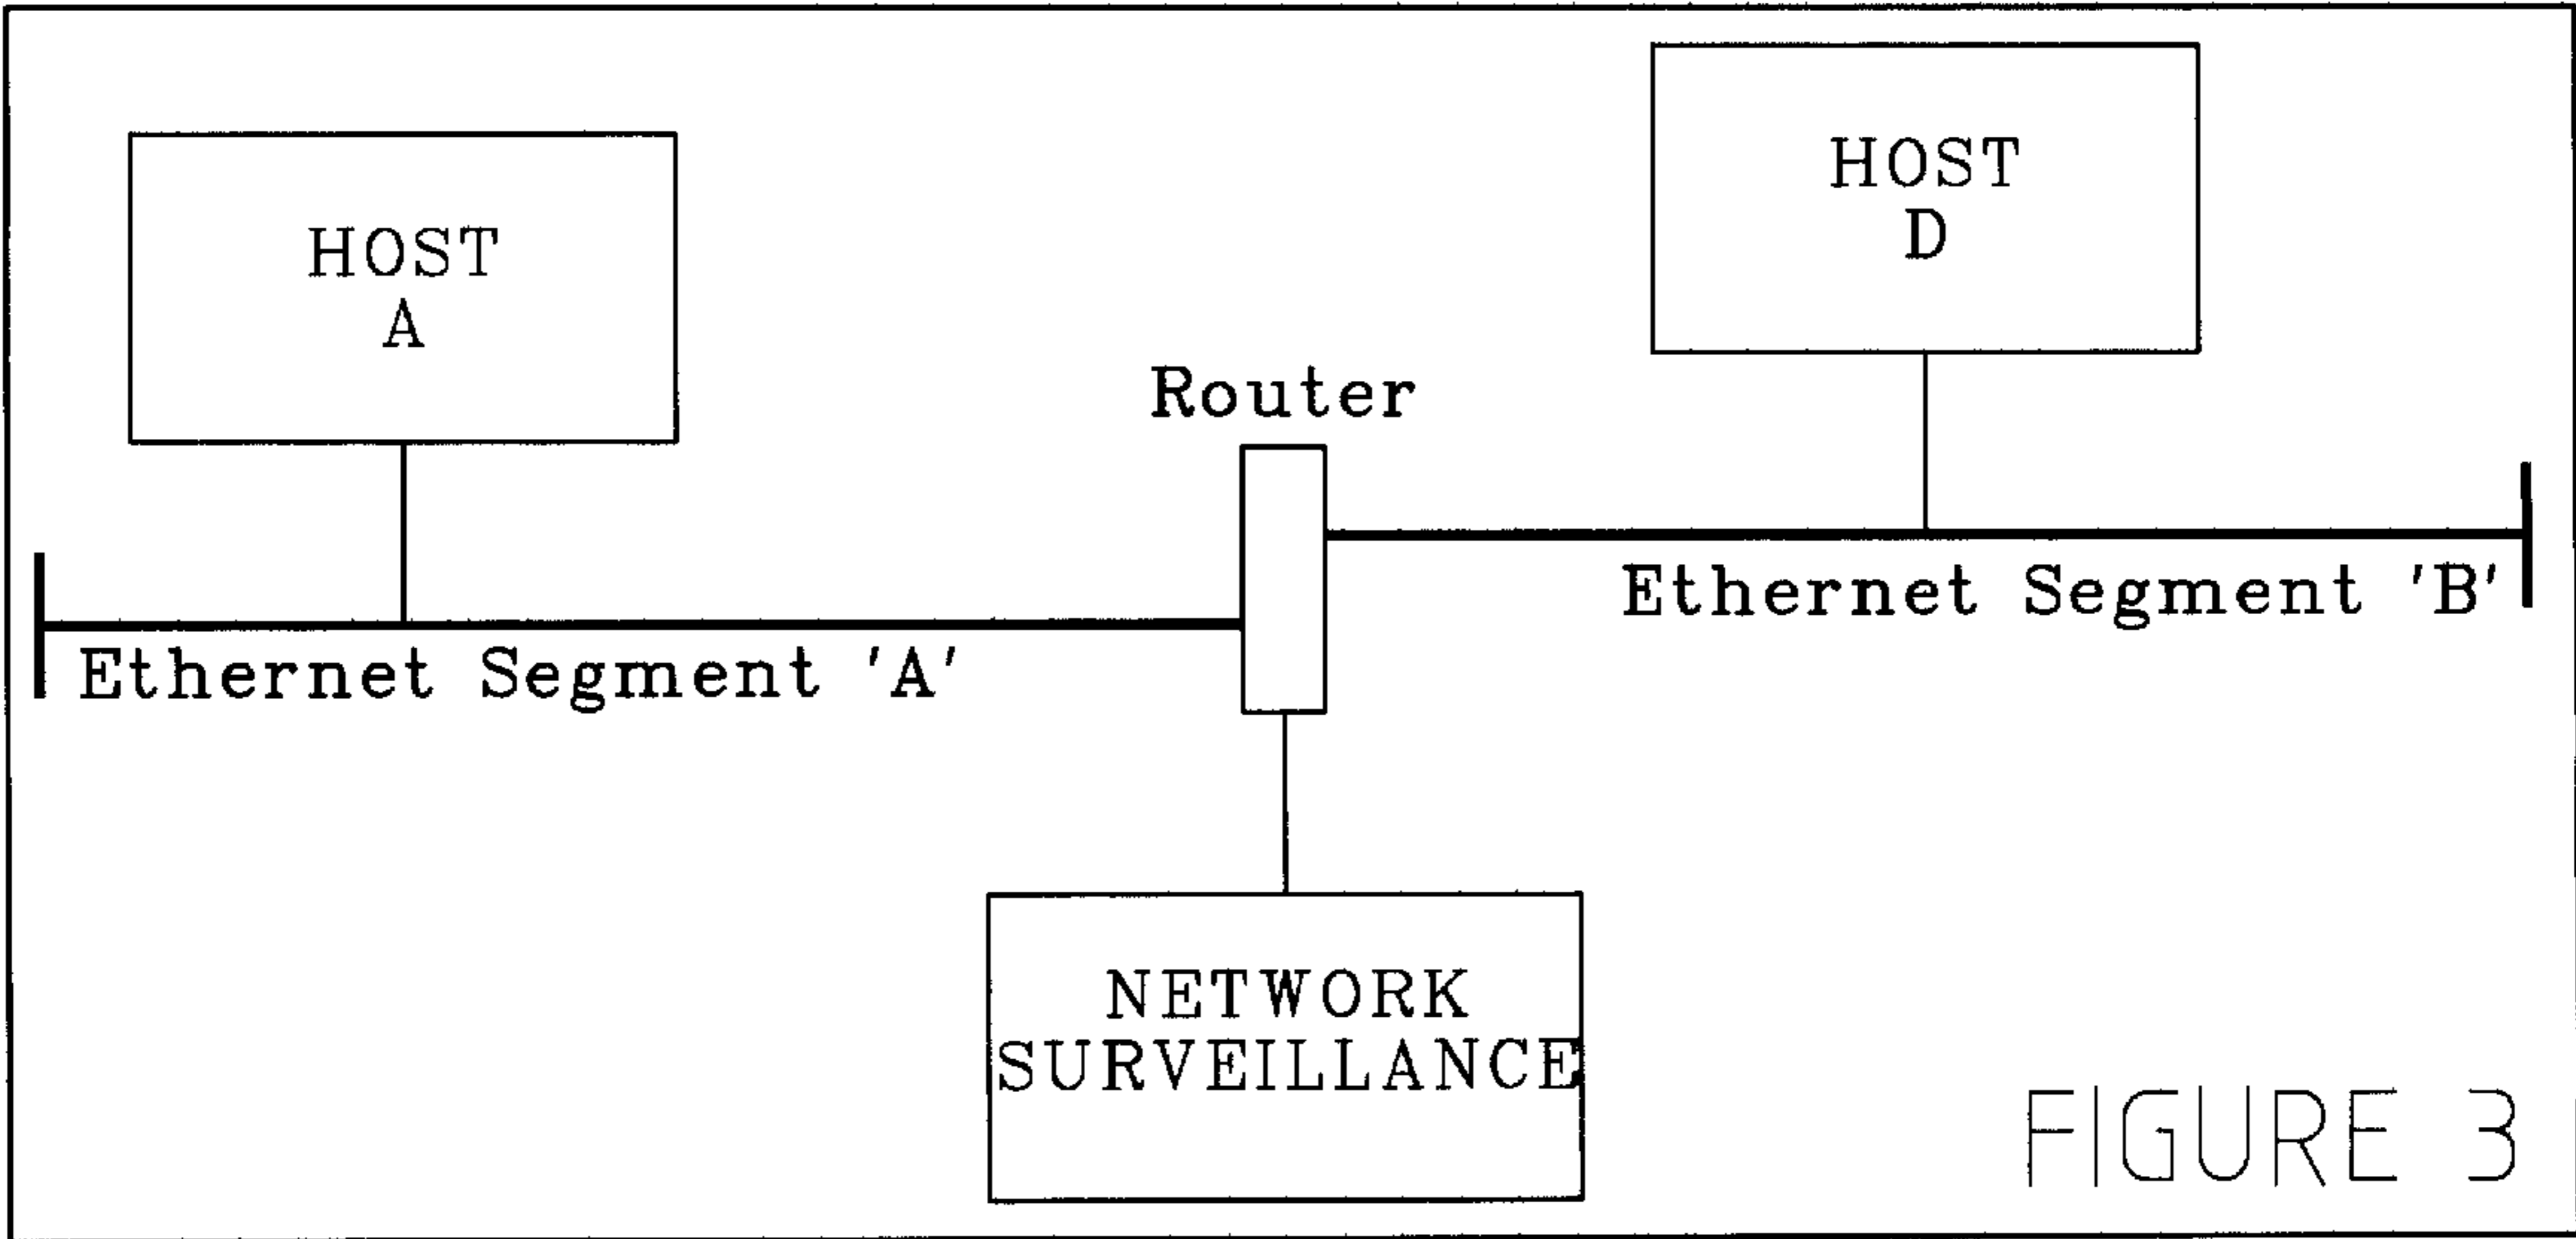 HOST
A
HOST
D
Router
Ethernet Segment 'B'
Ethernet Segment 'A'
NETWORK
SURVEILLANCE
FIGURE 3